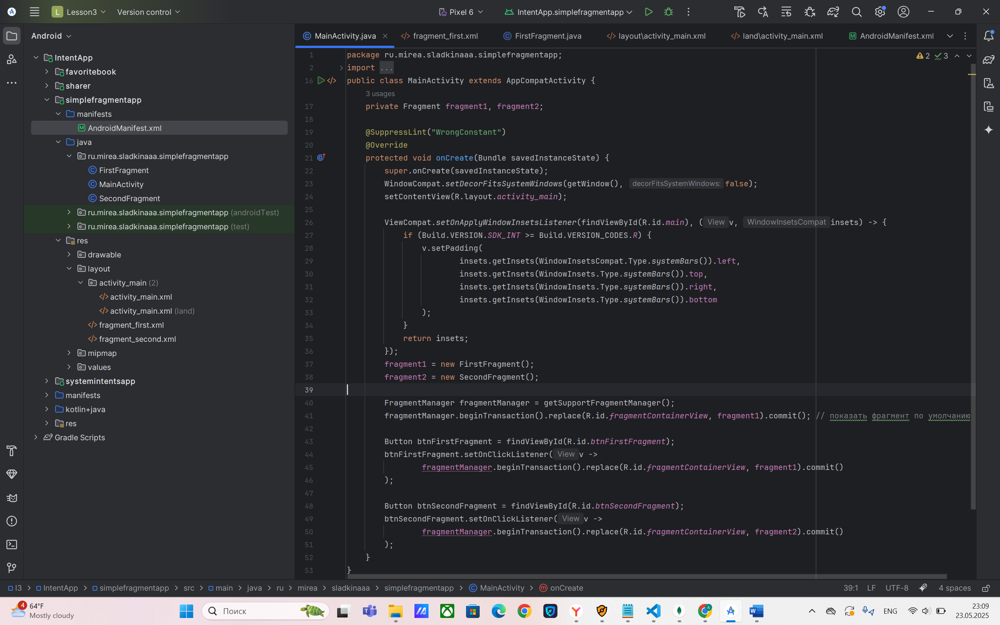 L Lesson3 Version control Pixel 6 IntentApp.simplefragmentapp
Android
IntentApp
favoritebook
sharer
simplefragmentapp
manifests
AndroidManifest.xml
java
ru.mirea.sladkinaaa.simplefragmentapp
FirstFragment
MainActivity
SecondFragment
ru.mirea.sladkinaaa.simplefragmentapp (androidTest)
ru.mirea.sladkinaaa.simplefragmentapp (test)
res
drawable
layout
activity_main (2)
activity_main.xml
activity_main.xml (land)
fragment_first.xml
fragment_second.xml
mipmap
values
systemintentsapp
manifests
kotlin+java
res
Gradle Scripts
MainActivity.java fragment_first.xml FirstFragment.java layout\activity_main.xml land\activity_main.xml AndroidManifest.xml
2 3
1 package ru.mirea.sladkinaaa.simplefragmentapp;
2 import ...
16 public class MainActivity extends AppCompatActivity {
3 usages
17 private Fragment fragment1, fragment2;
18
19 @SuppressLint("WrongConstant")
20 @Override
21 protected void onCreate(Bundle savedInstanceState) {
22 super.onCreate(savedInstanceState);
23 WindowCompat.setDecorFitsSystemWindows(getWindow(), decorFitsSystemWindows: false);
24 setContentView(R.layout.activity_main);
25
26 ViewCompat.setOnApplyWindowInsetsListener(findViewById(R.id.main), ( View v, WindowInsetsCompat insets) -> {
27 if (Build.VERSION.SDK_INT >= Build.VERSION_CODES.R) {
28 v.setPadding(
29 insets.getInsets(WindowInsetsCompat.Type.systemBars()).left,
30 insets.getInsets(WindowInsets.Type.systemBars()).top,
31 insets.getInsets(WindowInsets.Type.systemBars()).right,
32 insets.getInsets(WindowInsets.Type.systemBars()).bottom
33 );
34 }
35 return insets;
36 });
37 fragment1 = new FirstFragment();
38 fragment2 = new SecondFragment();
39
40 FragmentManager fragmentManager = getSupportFragmentManager();
41 fragmentManager.beginTransaction().replace(R.id.fragmentContainerView, fragment1).commit(); // показать фрагмент по умолчанию
42
43 Button btnFirstFragment = findViewById(R.id.btnFirstFragment);
44 btnFirstFragment.setOnClickListener( View v ->
45 fragmentManager.beginTransaction().replace(R.id.fragmentContainerView, fragment1).commit()
46 );
47
48 Button btnSecondFragment = findViewById(R.id.btnSecondFragment);
49 btnSecondFragment.setOnClickListener( View v ->
50 fragmentManager.beginTransaction().replace(R.id.fragmentContainerView, fragment2).commit()
51 );
52 }
53 }
l3 > IntentApp > simplefragmentapp > src > main > java > ru > mirea > sladkinaaa > simplefragmentapp > MainActivity > onCreate 39:1 LF UTF-8 4 spaces
4 64°F
Mostly cloudy
Поиск
ENG
23:09
23.05.2025